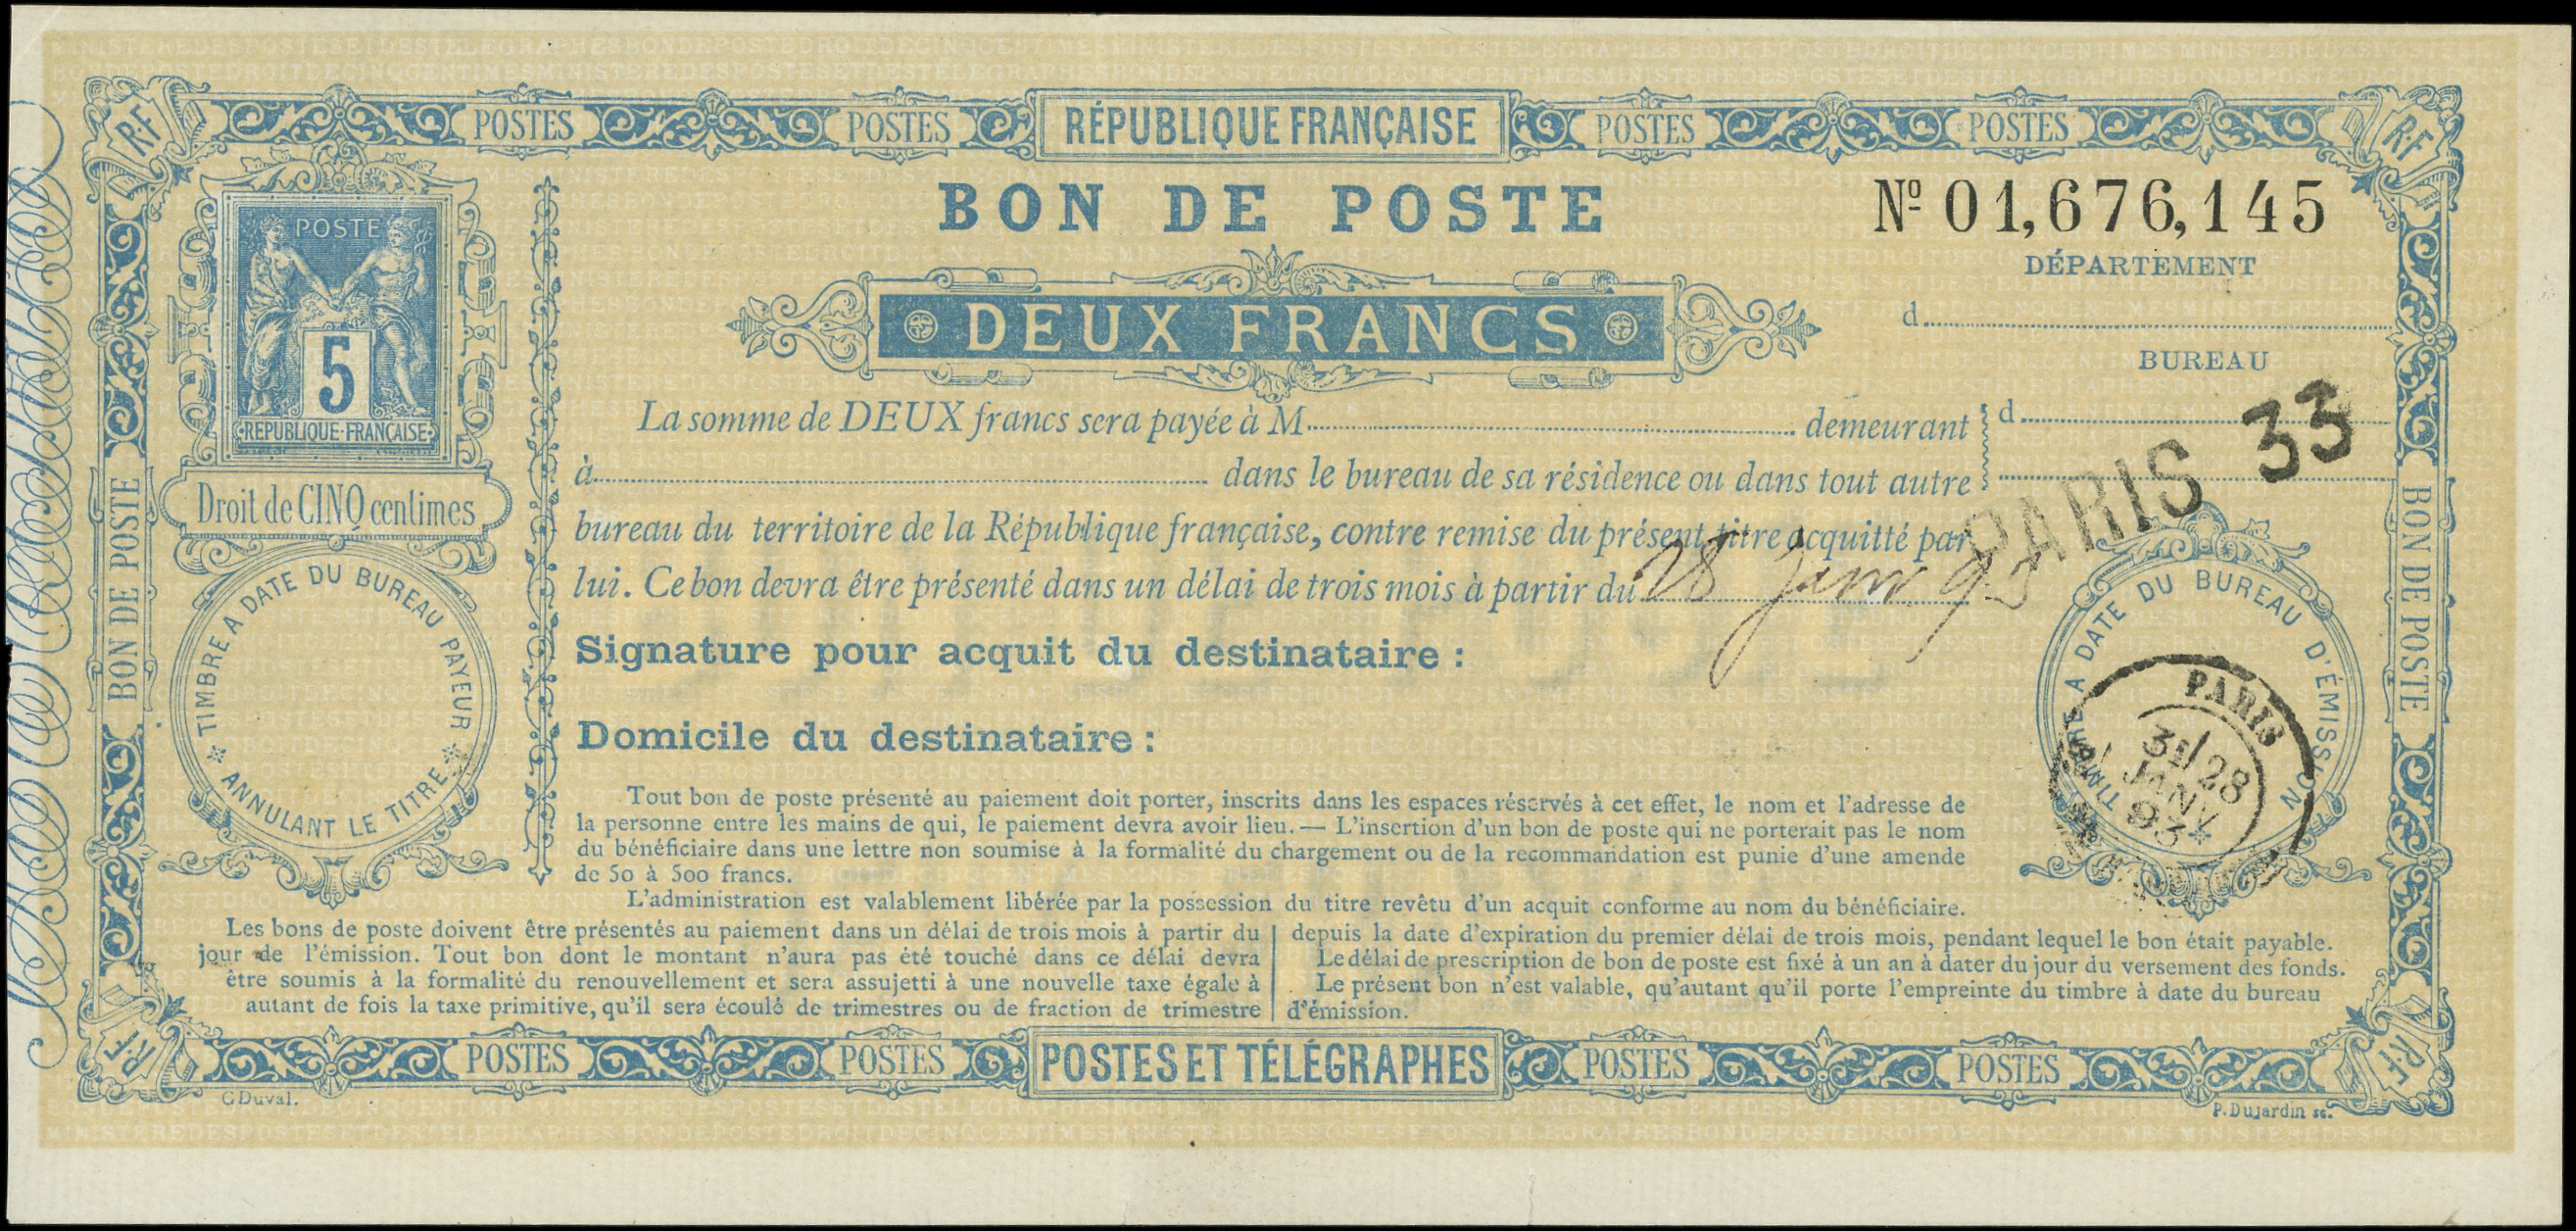 RÉPUBLIQUE FRANÇAISE
POSTES POSTES POSTES POSTES
R·F R·F
BON DE POSTE
Nº 01,676,145
POSTE
5
REPUBLIQUE·FRANÇAISE
Droit de CINQ centimes
DEUX FRANCS
DÉPARTEMENT
d
BUREAU
d
PARIS 33
La somme de DEUX francs sera payée à M demeurant
à dans le bureau de sa résidence ou dans tout autre
bureau du territoire de la République française, contre remise du présent titre acquitté par
lui. Ce bon devra être présenté dans un délai de trois mois à partir du 28 Janv 93
Signature pour acquit du destinataire :
Domicile du destinataire :
TIMBRE A DATE DU BUREAU PAYEUR
* ANNULANT LE TITRE *
TIMBRE A DATE DU BUREAU D'ÉMISSION
PARIS
28
JANV
93
BON DE POSTE
BON DE POSTE
Tout bon de poste présenté au paiement doit porter, inscrits dans les espaces réservés à cet effet, le nom et l'adresse de
la personne entre les mains de qui, le paiement devra avoir lieu. — L'insertion d'un bon de poste qui ne porterait pas le nom
du bénéficiaire dans une lettre non soumise à la formalité du chargement ou de la recommandation est punie d'une amende
de 50 à 500 francs.
L'administration est valablement libérée par la possession du titre revêtu d'un acquit conforme au nom du bénéficiaire.
Les bons de poste doivent être présentés au paiement dans un délai de trois mois à partir du
jour de l'émission. Tout bon dont le montant n'aura pas été touché dans ce délai devra
être soumis à la formalité du renouvellement et sera assujetti à une nouvelle taxe égale à
autant de fois la taxe primitive, qu'il sera écoulé de trimestres ou de fraction de trimestre
depuis la date d'expiration du premier délai de trois mois, pendant lequel le bon était payable.
Le délai de prescription de bon de poste est fixé à un an à dater du jour du versement des fonds.
Le présent bon n'est valable, qu'autant qu'il porte l'empreinte du timbre à date du bureau
d'émission.
R·F R·F
POSTES POSTES POSTES POSTES
POSTES ET TÉLÉGRAPHES
G Duval.
P. Dujardin sc.